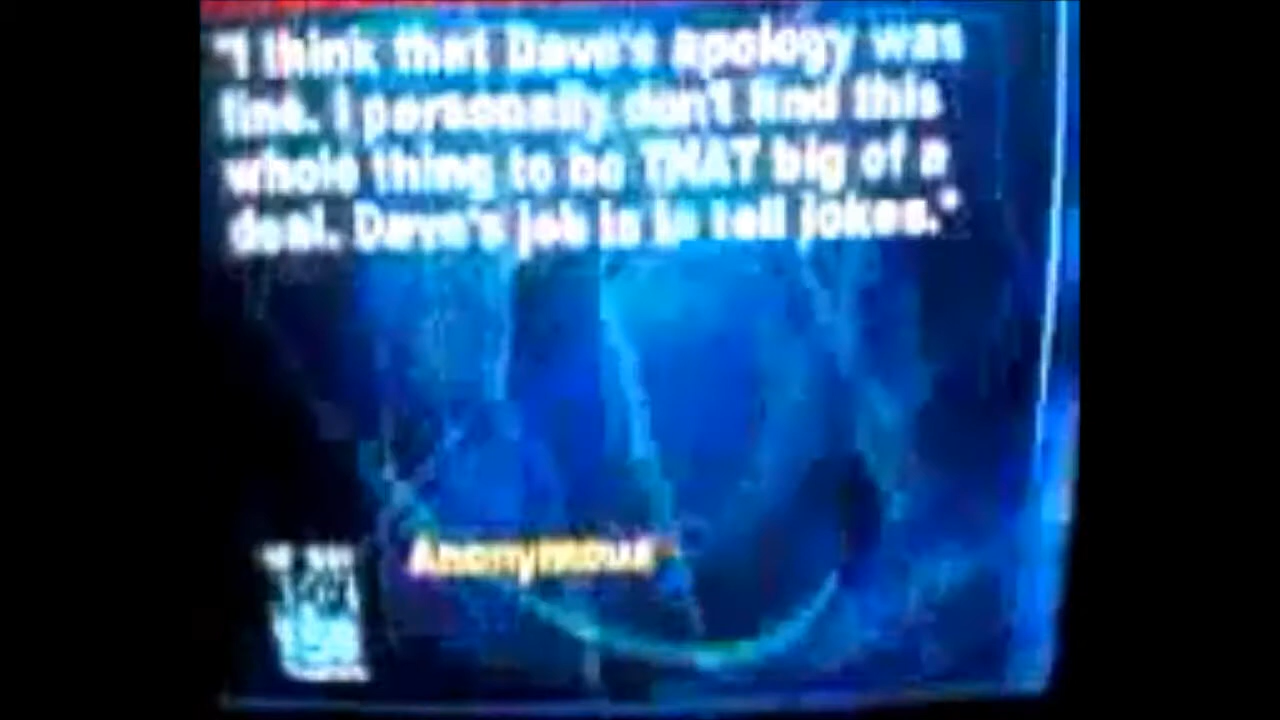 "I think that Dave's apology was
fine. I personally don't find this
whole thing to be THAT big of a
deal. Dave's job is to tell jokes."
Anonymous